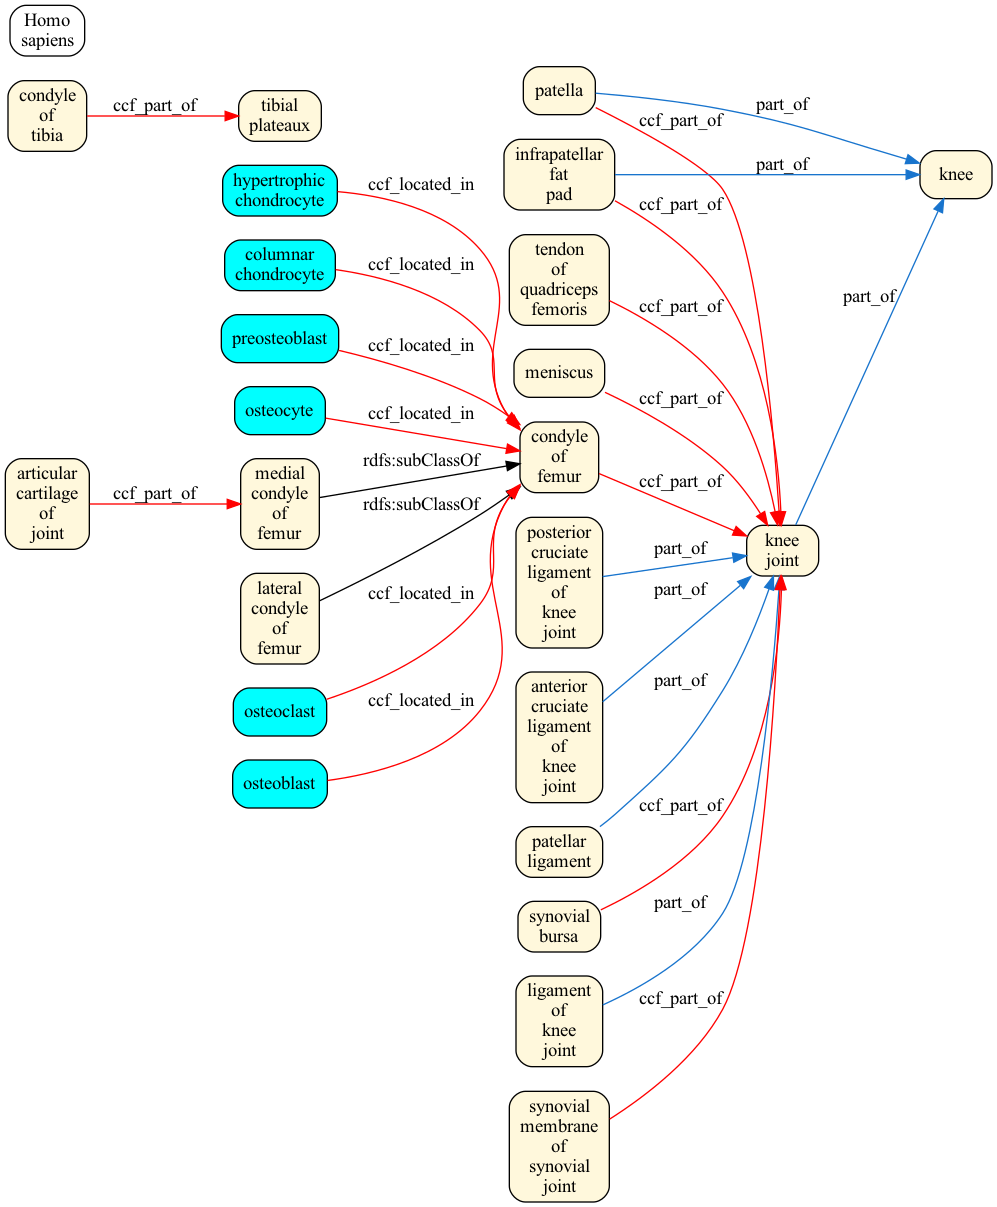 Homo
sapiens
condyle
of
tibia
ccf_part_of
tibial
plateaux
hypertrophic
chondrocyte
ccf_located_in
columnar
chondrocyte
ccf_located_in
preosteoblast
ccf_located_in
osteocyte
ccf_located_in
articular
cartilage
of
joint
ccf_part_of
medial
condyle
of
femur
rdfs:subClassOf
rdfs:subClassOf
lateral
condyle
of
femur
ccf_located_in
osteoclast
ccf_located_in
osteoblast
condyle
of
femur
patella
part_of
ccf_part_of
infrapatellar
fat
pad
part_of
ccf_part_of
knee
tendon
of
quadriceps
femoris
ccf_part_of
part_of
meniscus
ccf_part_of
ccf_part_of
knee
joint
posterior
cruciate
ligament
of
knee
joint
part_of
part_of
anterior
cruciate
ligament
of
knee
joint
part_of
patellar
ligament
ccf_part_of
synovial
bursa
part_of
ligament
of
knee
joint
ccf_part_of
synovial
membrane
of
synovial
joint